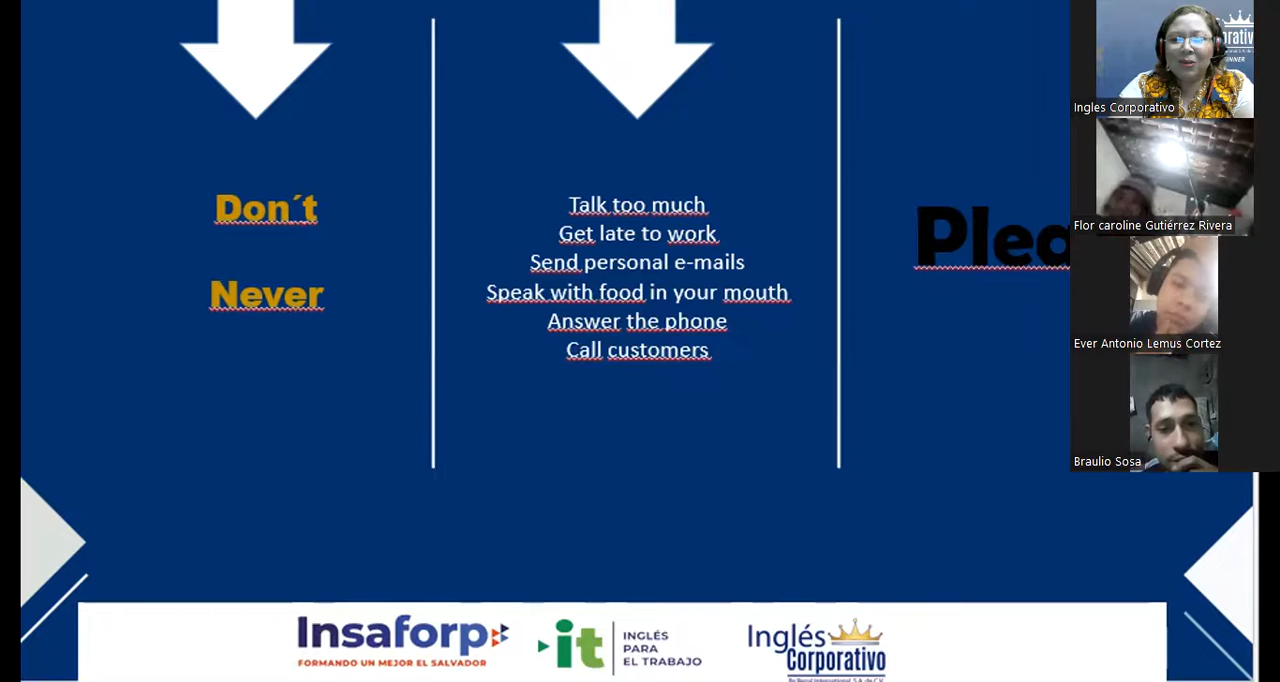 Don´t
Never
Talk too much
Get late to work
Send personal e-mails
Speak with food in your mouth
Answer the phone
Call customers
Ingles Corporativo
Flor caroline Gutiérrez Rivera
Ever Antonio Lemus Cortez
Braulio Sosa
Insaforp
FORMANDO UN MEJOR EL SALVADOR
it
INGLÉS
PARA
EL TRABAJO
Inglés
Corporativo